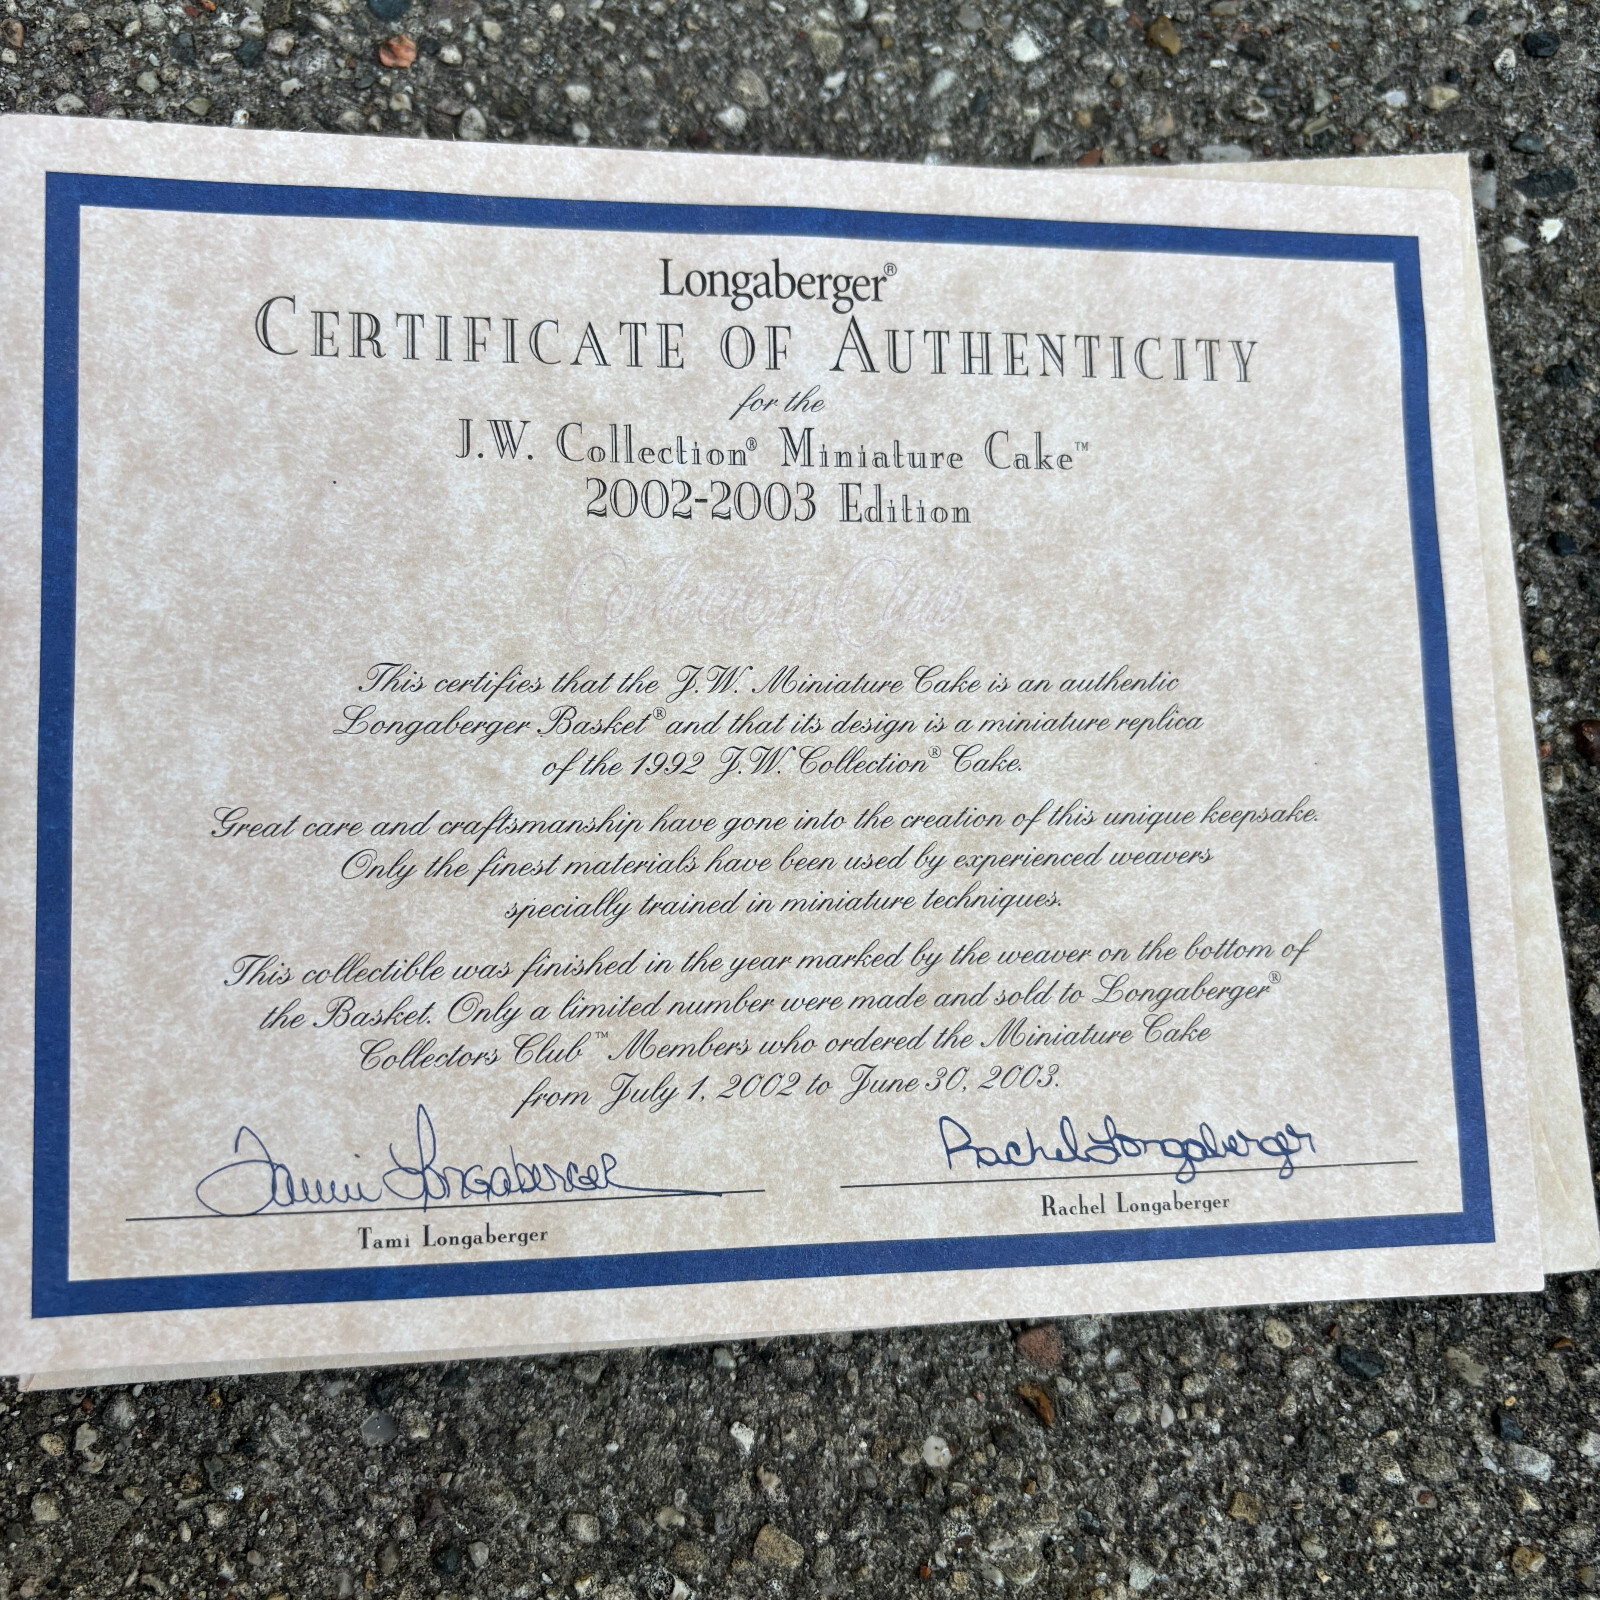 Longaberger®
CERTIFICATE OF AUTHENTICITY
for the
J.W. Collection® Miniature Cake™
2002-2003 Edition
Collectors Club
This certifies that the J.W. Miniature Cake is an authentic
Longaberger Basket® and that its design is a miniature replica
of the 1992 J.W. Collection® Cake.
Great care and craftsmanship have gone into the creation of this unique keepsake.
Only the finest materials have been used by experienced weavers
specially trained in miniature techniques.
This collectible was finished in the year marked by the weaver on the bottom of
the Basket. Only a limited number were made and sold to Longaberger®
Collectors Club™ Members who ordered the Miniature Cake
from July 1, 2002 to June 30, 2003.
Tami Longaberger
Rachel Longaberger
Tami Longaberger
Rachel Longaberger